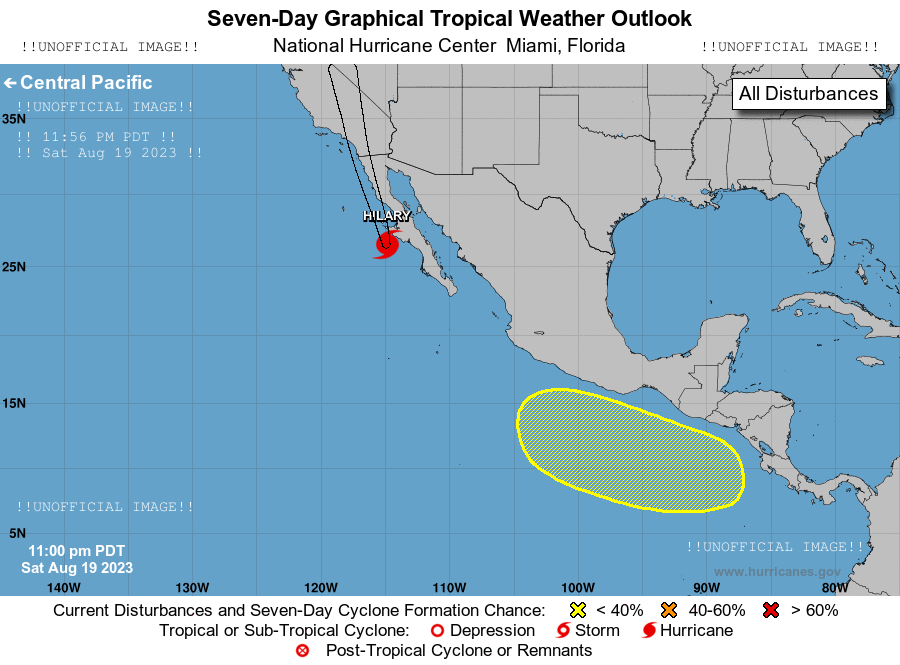 Seven-Day Graphical Tropical Weather Outlook
!!UNOFFICIAL IMAGE!! National Hurricane Center Miami, Florida !!UNOFFICIAL IMAGE!!
Central Pacific
All Disturbances
!!UNOFFICIAL IMAGE!!
35N
!! 11:56 PM PDT !!
!! Sat Aug 19 2023 !!
HILARY
25N
15N
!!UNOFFICIAL IMAGE!!
5N
11:00 pm PDT
Sat Aug 19 2023
!!UNOFFICIAL IMAGE!!
www.hurricanes.gov
140W 130W 120W 110W 100W 90W 80W
Current Disturbances and Seven-Day Cyclone Formation Chance: < 40% 40-60% > 60%
Tropical or Sub-Tropical Cyclone: Depression Storm Hurricane
Post-Tropical Cyclone or Remnants